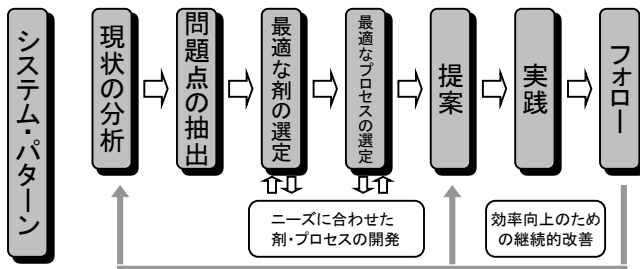 システム・パターン
現状の分析
問題点の抽出
最適な剤の選定
最適なプロセスの選定
提案
実践
フォロー
ニーズに合わせた
剤・プロセスの開発
効率向上のため
の継続的改善